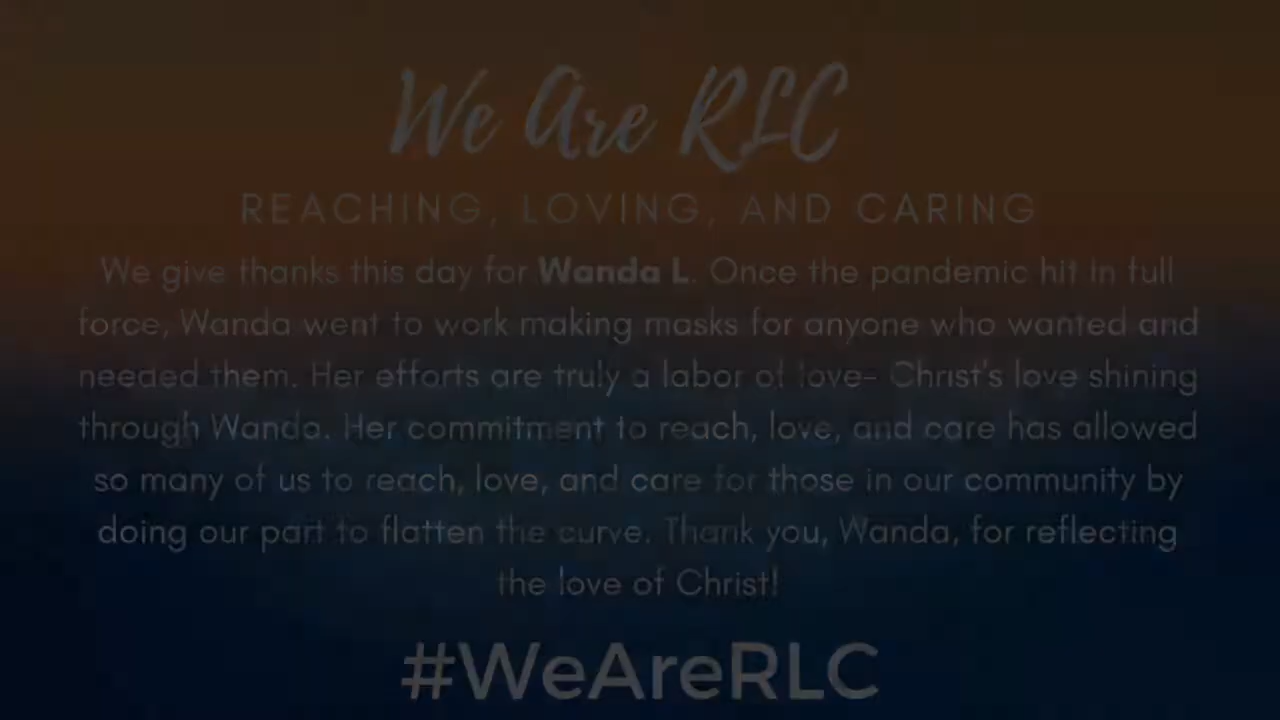 We Are RLC
REACHING, LOVING, AND CARING
We give thanks this day for Wanda L. Once the pandemic hit in full
force, Wanda went to work making masks for anyone who wanted and
needed them. Her efforts are truly a labor of love- Christ's love shining
through Wanda. Her commitment to reach, love, and care has allowed
so many of us to reach, love, and care for those in our community by
doing our part to flatten the curve. Thank you, Wanda, for reflecting
the love of Christ!
#WeAreRLC